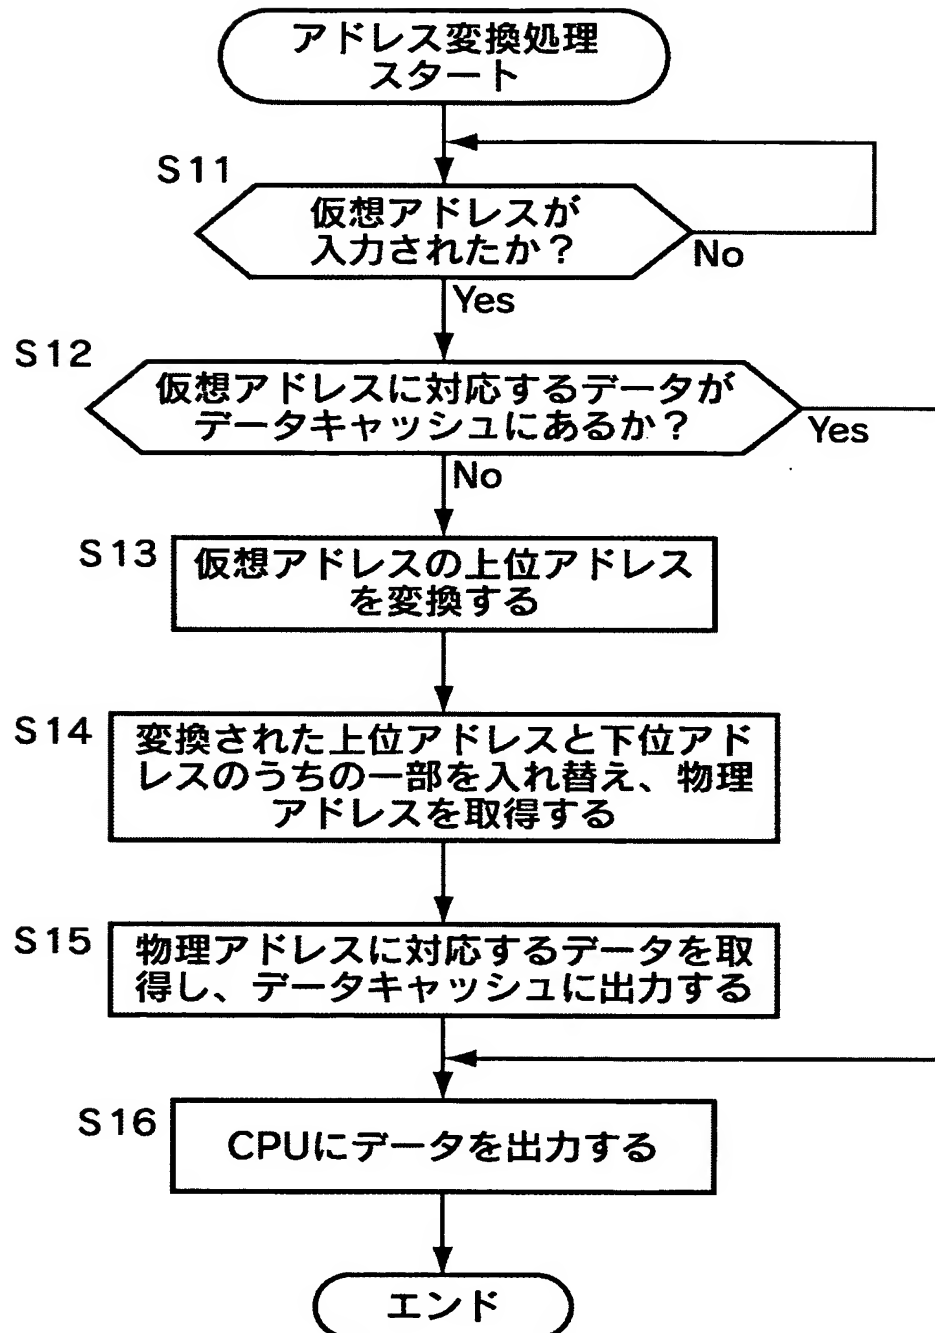 アドレス変換処理
スタート
S11
仮想アドレスが
入力されたか？
No
Yes
S12
仮想アドレスに対応するデータが
データキャッシュにあるか？
Yes
No
S13
仮想アドレスの上位アドレス
を変換する
S14
変換された上位アドレスと下位アド
レスのうちの一部を入れ替え、物理
アドレスを取得する
S15
物理アドレスに対応するデータを取
得し、データキャッシュに出力する
S16
CPUにデータを出力する
エンド